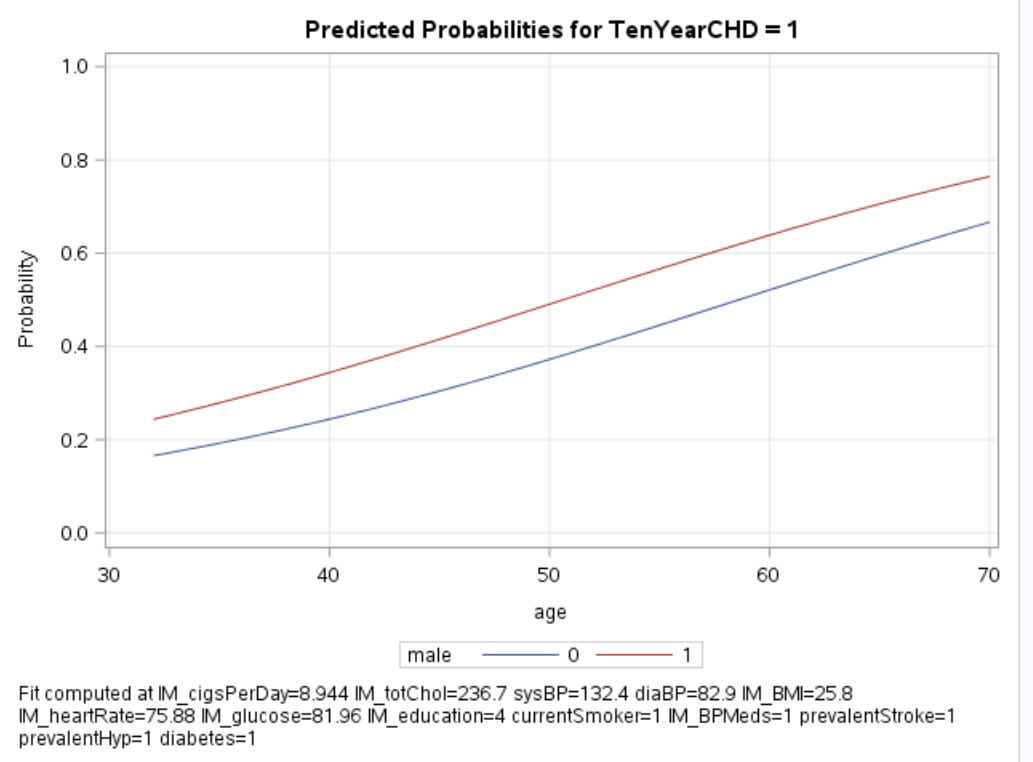 Predicted Probabilities for TenYearCHD = 1
1.0
0.8
0.6
0.4
0.2
0.0
Probability
30 40 50 60 70
age
male 0 1
Fit computed at IM_cigsPerDay=8.944 IM_totChol=236.7 sysBP=132.4 diaBP=82.9 IM_BMI=25.8
IM_heartRate=75.88 IM_glucose=81.96 IM_education=4 currentSmoker=1 IM_BPMeds=1 prevalentStroke=1
prevalentHyp=1 diabetes=1